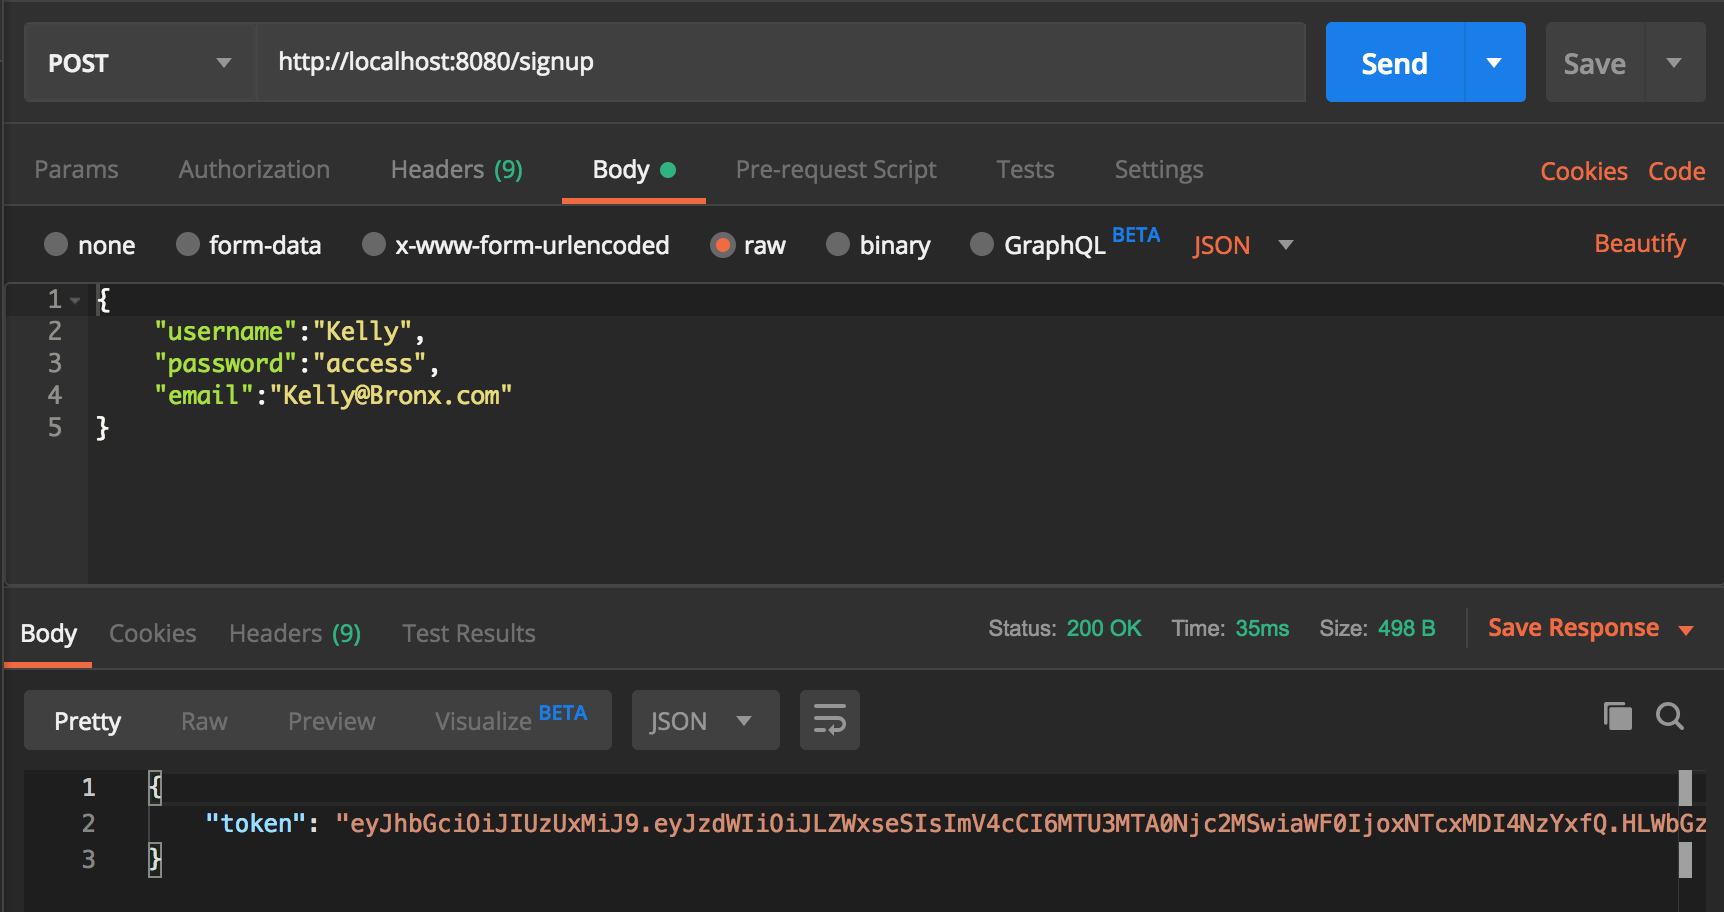 POST http://localhost:8080/signup Send Save
Params Authorization Headers (9) Body Pre-request Script Tests Settings Cookies Code
none form-data x-www-form-urlencoded raw binary GraphQL BETA JSON Beautify
1 {
2 "username":"Kelly",
3 "password":"access",
4 "email":"Kelly@Bronx.com"
5 }
Body Cookies Headers (9) Test Results Status: 200 OK Time: 35ms Size: 498 B Save Response
Pretty Raw Preview Visualize BETA JSON
1 {
2 "token": "eyJhbGciOiJIUzUxMiJ9.eyJzdWIiOiJLZWxseSIsImV4cCI6MTU3MTA0Njc2MSwiaWF0IjoxNTcxMDI4NzYxfQ.HLWbGz
3 }